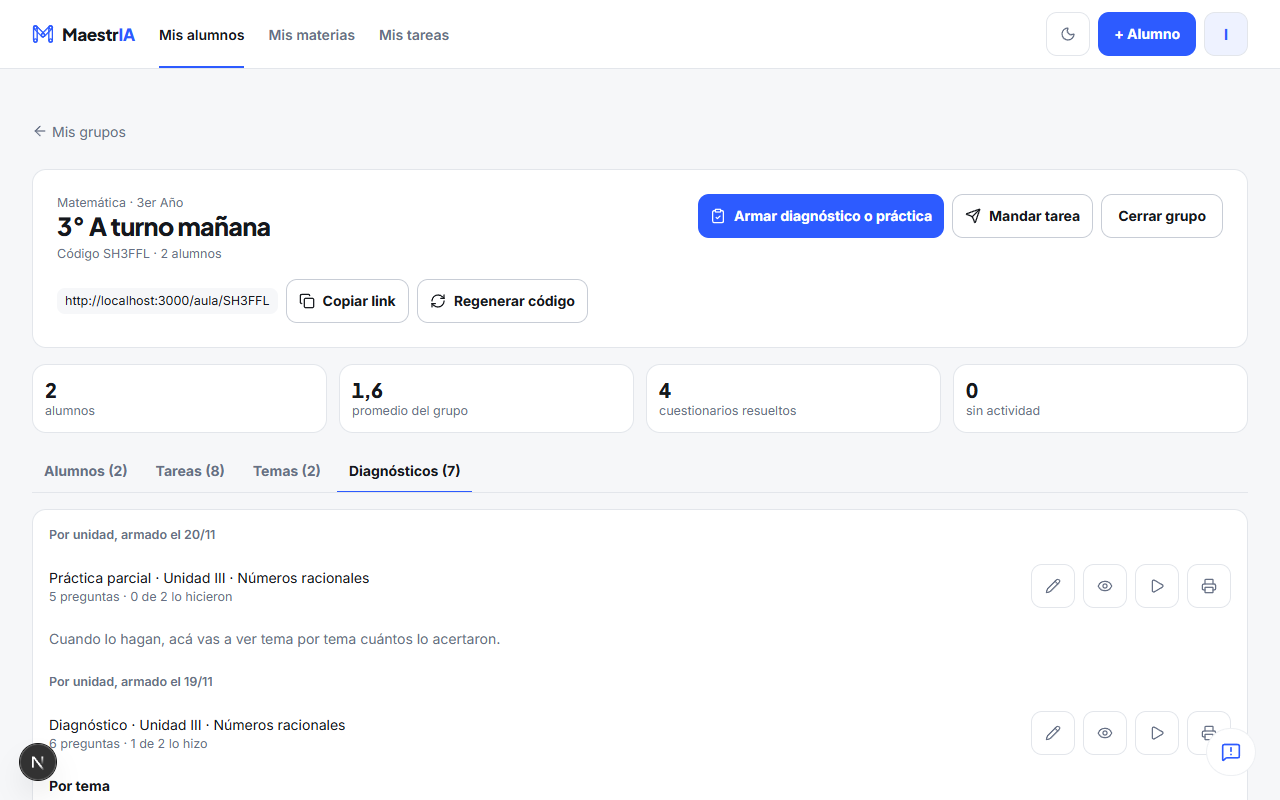 MaestrIA
Mis alumnos
Mis materias
Mis tareas
+ Alumno
I
Mis grupos
Matemática · 3er Año
3° A turno mañana
Código SH3FFL · 2 alumnos
Armar diagnóstico o práctica
Mandar tarea
Cerrar grupo
http://localhost:3000/aula/SH3FFL
Copiar link
Regenerar código
2
alumnos
1,6
promedio del grupo
4
cuestionarios resueltos
0
sin actividad
Alumnos (2)
Tareas (8)
Temas (2)
Diagnósticos (7)
Por unidad, armado el 20/11
Práctica parcial · Unidad III · Números racionales
5 preguntas · 0 de 2 lo hicieron
Cuando lo hagan, acá vas a ver tema por tema cuántos lo acertaron.
Por unidad, armado el 19/11
Diagnóstico · Unidad III · Números racionales
6 preguntas · 1 de 2 lo hizo
N
Por tema